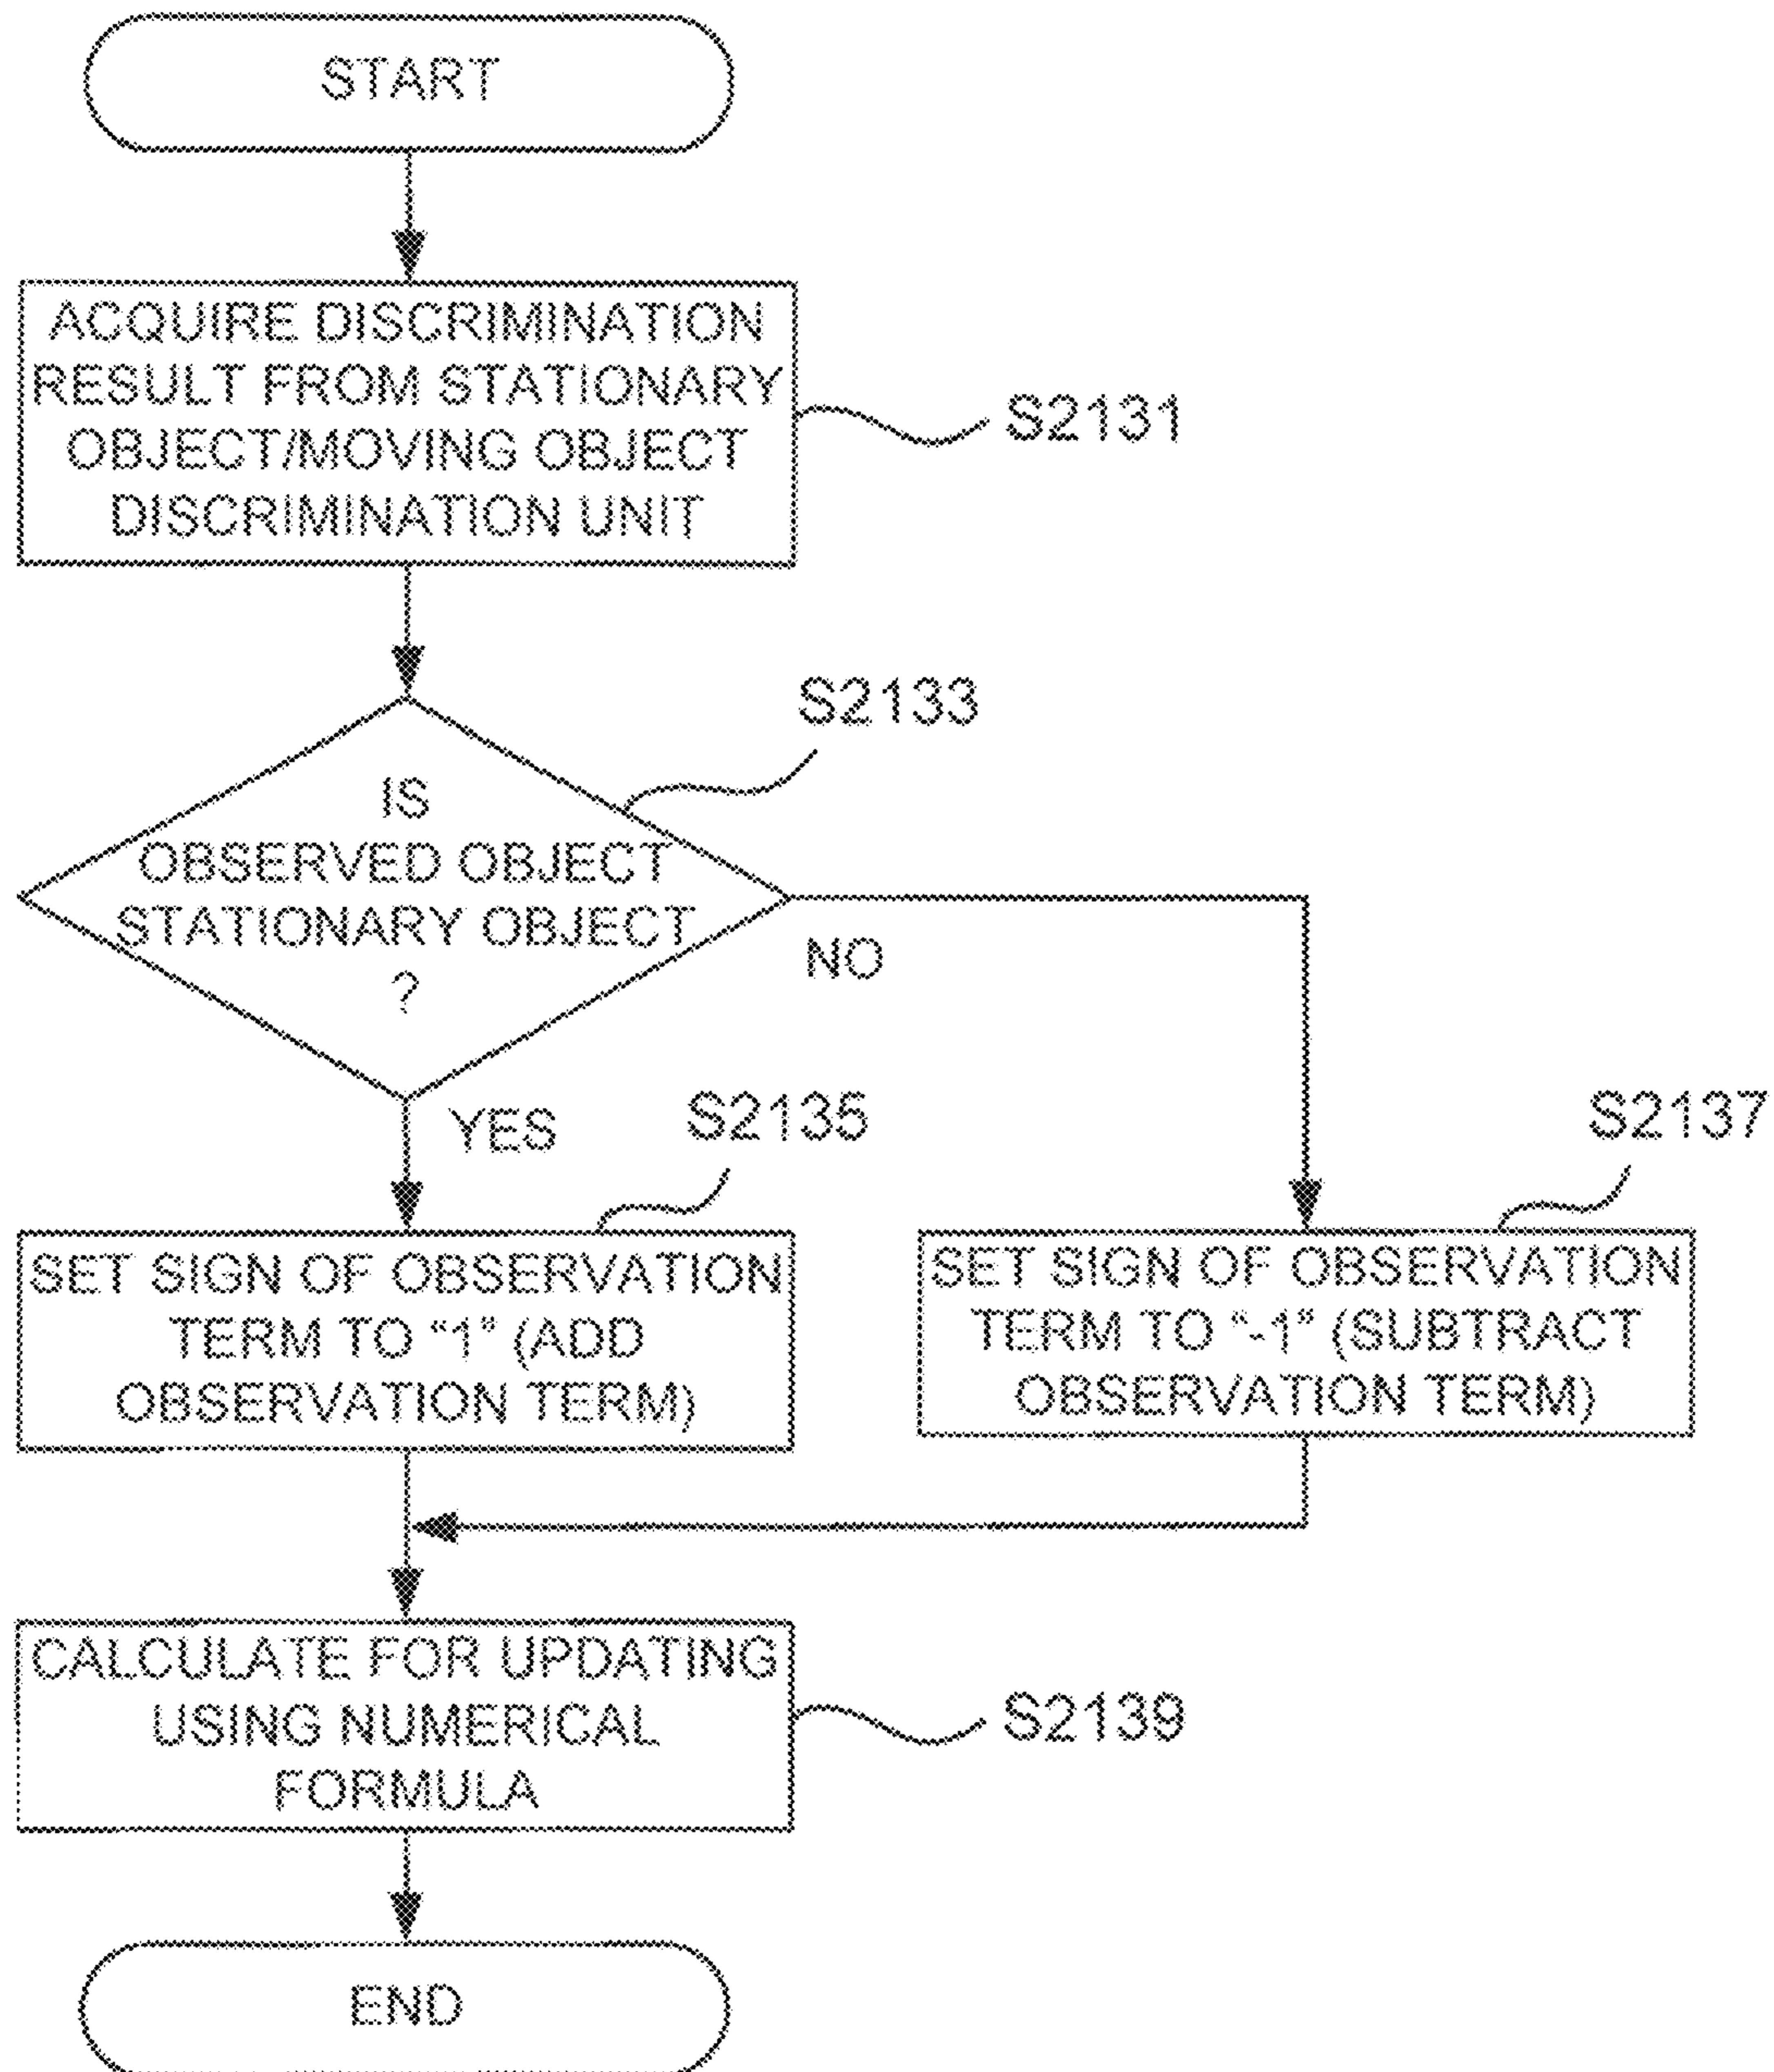 START
ACQUIRE DISCRIMINATION
RESULT FROM STATIONARY
OBJECT/MOVING OBJECT
DISCRIMINATION UNIT
S2131
S2133
IS
OBSERVED OBJECT
STATIONARY OBJECT
?
NO
YES
S2135
S2137
SET SIGN OF OBSERVATION
TERM TO “1” (ADD
OBSERVATION TERM)
SET SIGN OF OBSERVATION
TERM TO “-1” (SUBTRACT
OBSERVATION TERM)
CALCULATE FOR UPDATING
USING NUMERICAL
FORMULA
S2139
END